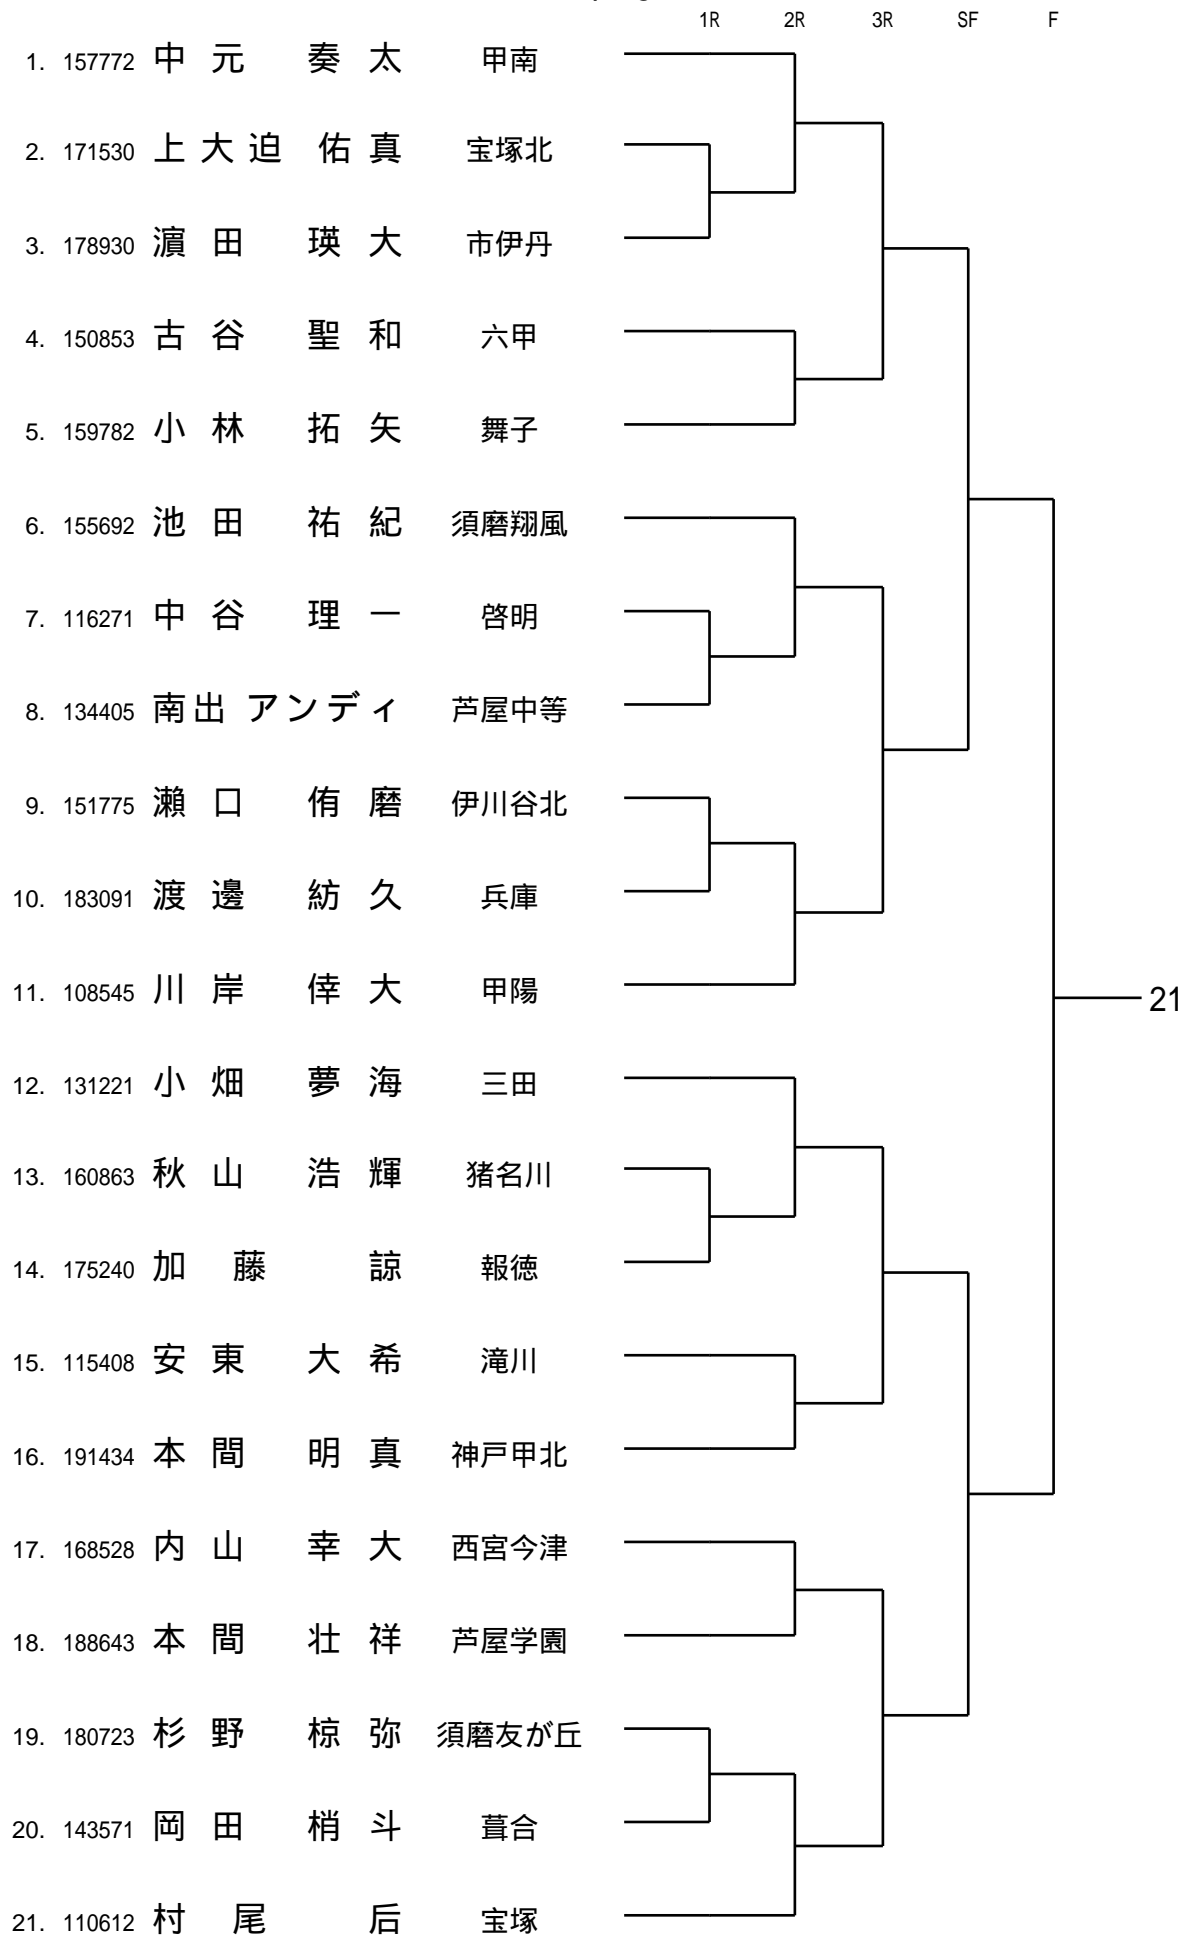 1R 2R 3R SF F
1. 157772 中元 奏太 甲南
2. 171530 上大迫 佑真 宝塚北
3. 178930 濵田 瑛大 市伊丹
4. 150853 古谷 聖和 六甲
5. 159782 小林 拓矢 舞子
6. 155692 池田 祐紀 須磨翔風
7. 116271 中谷 理一 啓明
8. 134405 南出 アンディ 芦屋中等
9. 151775 瀨口 侑磨 伊川谷北
10. 183091 渡邊 紡久 兵庫
11. 108545 川岸 倖大 甲陽
21
12. 131221 小畑 夢海 三田
13. 160863 秋山 浩輝 猪名川
14. 175240 加藤 諒 報徳
15. 115408 安東 大希 滝川
16. 191434 本間 明真 神戸甲北
17. 168528 内山 幸大 西宮今津
18. 188643 本間 壮祥 芦屋学園
19. 180723 杉野 椋弥 須磨友が丘
20. 143571 岡田 梢斗 葺合
21. 110612 村尾 后 宝塚